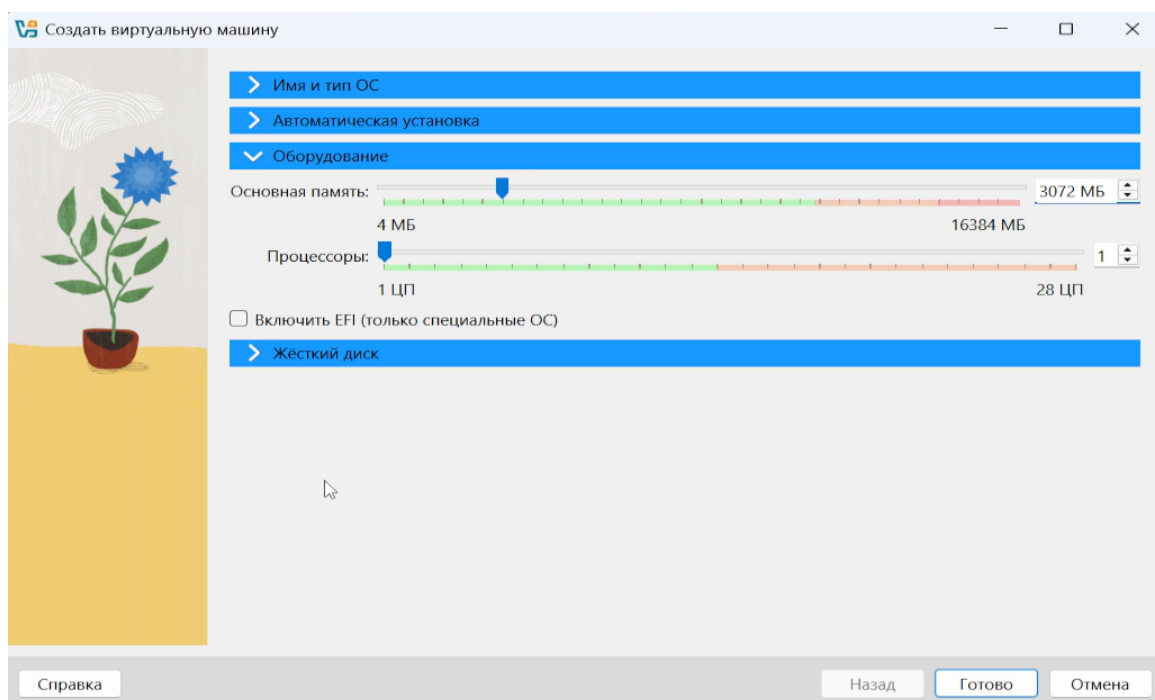 Создать виртуальную машину
Имя и тип ОС
Автоматическая установка
Оборудование
Основная память: 3072 МБ
4 МБ 16384 МБ
Процессоры: 1
1 ЦП 28 ЦП
Включить EFI (только специальные ОС)
Жёсткий диск
Справка Назад Готово Отмена